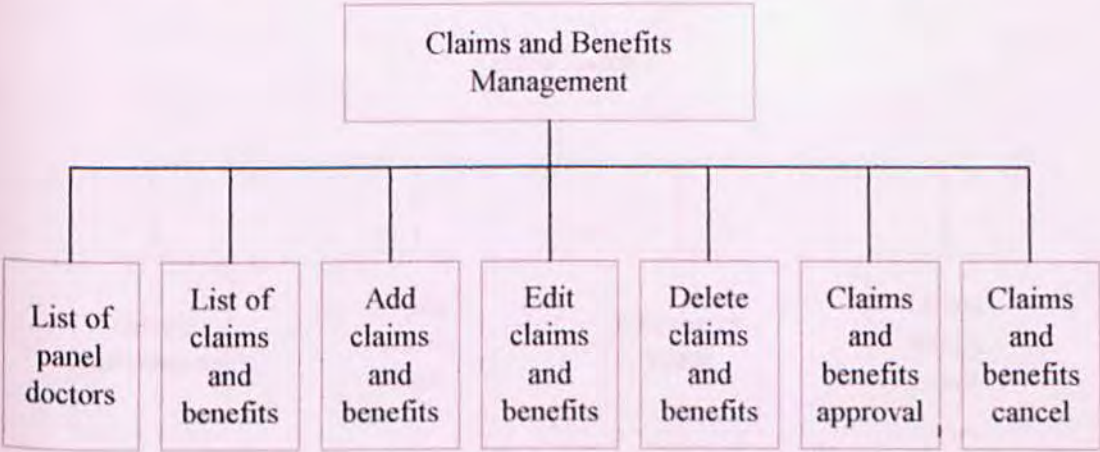 Claims and Benefits
Management
List of
panel
doctors
List of
claims
and
benefits
Add
claims
and
benefits
Edit
claims
and
benefits
Delete
claims
and
benefits
Claims
and
benefits
approval
Claims
and
benefits
cancel